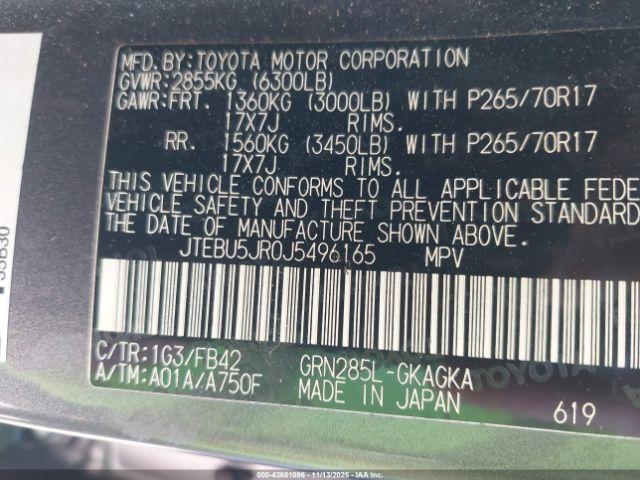 MFD.BY:TOYOTA MOTOR CORPORATION
GVWR:2855KG (6300LB)
GAWR:FRT. 1360KG (3000LB) WITH P265/70R17
17X7J RIMS.
RR. 1560KG (3450LB) WITH P265/70R17
17X7J RIMS.
THIS VEHICLE CONFORMS TO ALL APPLICABLE FEDE
VEHICLE SAFETY AND THEFT PREVENTION STANDARD
THE DATE OF MANUFACTURE SHOWN ABOVE.
JTEBU5JR0J5496165 MPV
C/TR:1G3/FB42 GRN285L-GKAGKA
A/TM:A01A/A750F MADE IN JAPAN 619
35B30
000-43681096 - 11/13/2025 - IAAHCSC